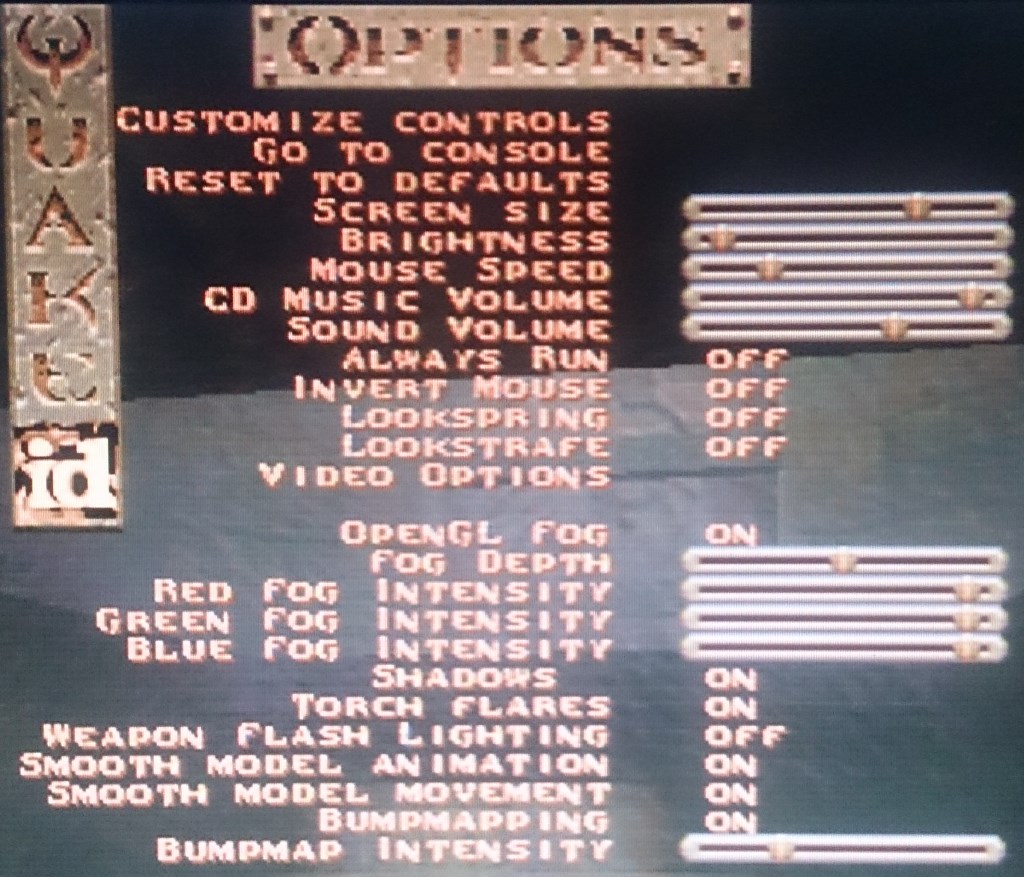 QUAKE
id
OPTIONS
CUSTOMIZE CONTROLS
GO TO CONSOLE
RESET TO DEFAULTS
SCREEN SIZE
BRIGHTNESS
MOUSE SPEED
CD MUSIC VOLUME
SOUND VOLUME
ALWAYS RUN OFF
INVERT MOUSE OFF
LOOKSPRING OFF
LOOKSTRAFE OFF
VIDEO OPTIONS
OPENGL FOG ON
FOG DEPTH
RED FOG INTENSITY
GREEN FOG INTENSITY
BLUE FOG INTENSITY
SHADOWS ON
TORCH FLARES ON
WEAPON FLASH LIGHTING OFF
SMOOTH MODEL ANIMATION ON
SMOOTH MODEL MOVEMENT ON
BUMPMAPPING ON
BUMPMAP INTENSITY